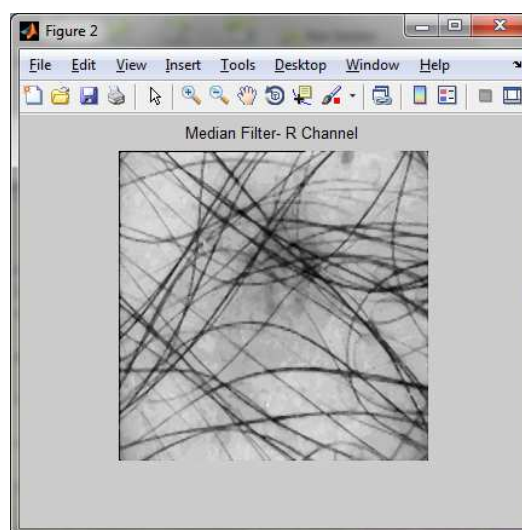 Figure 2
File Edit View Insert Tools Desktop Window Help
Median Filter- R Channel